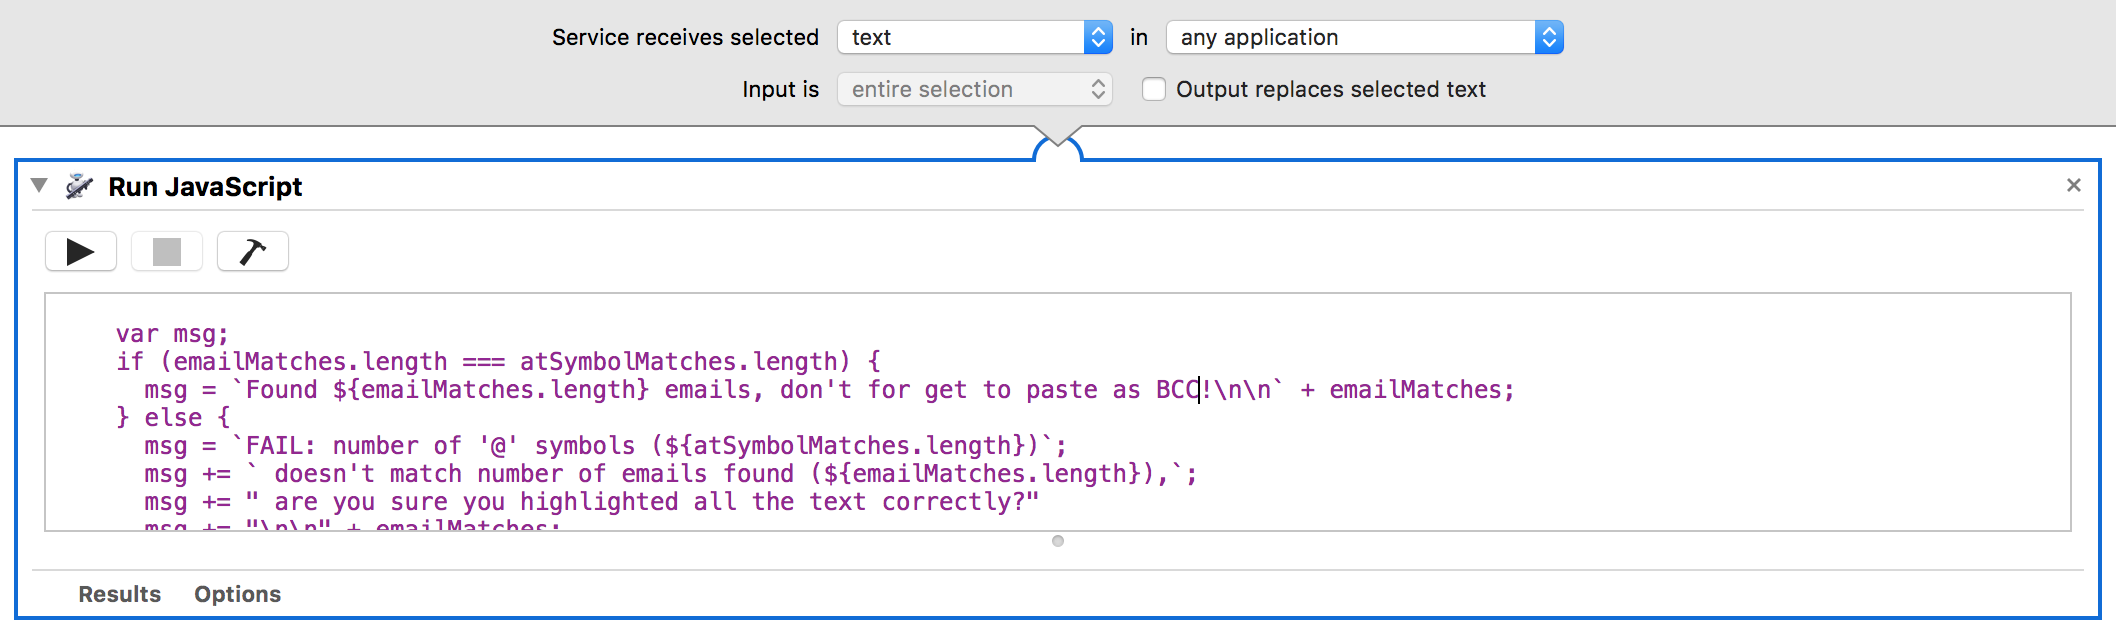 Service receives selected text in any application
Input is entire selection Output replaces selected text
Run JavaScript
var msg;
if (emailMatches.length === atSymbolMatches.length) {
msg = `Found ${emailMatches.length} emails, don't for get to paste as BCC!\n\n` + emailMatches;
} else {
msg = `FAIL: number of '@' symbols (${atSymbolMatches.length})`;
msg += ` doesn't match number of emails found (${emailMatches.length}),`;
msg += " are you sure you highlighted all the text correctly?"
msg += "\n\n" + emailMatches;
Results Options